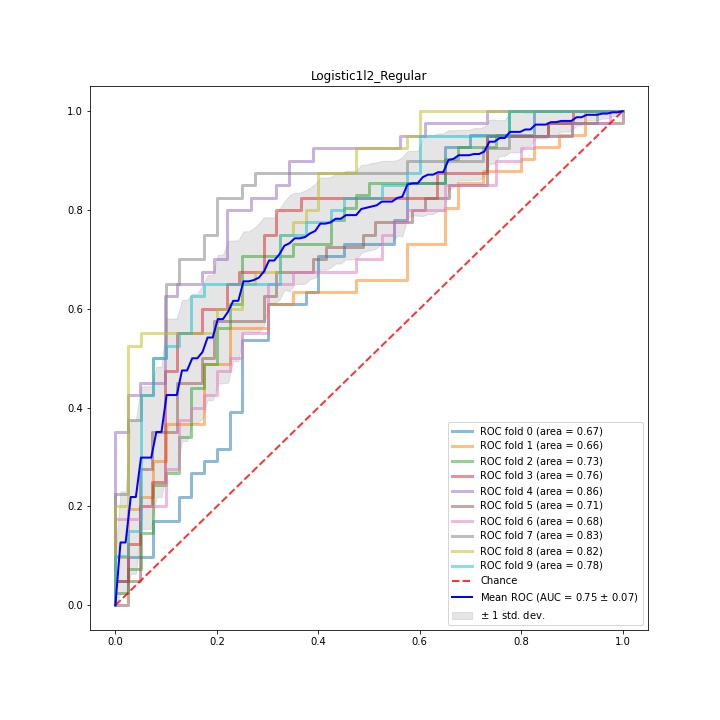 Logistic1l2_Regular
1.0
0.8
0.6
0.4
0.2
0.0
0.0 0.2 0.4 0.6 0.8 1.0
ROC fold 0 (area = 0.67)
ROC fold 1 (area = 0.66)
ROC fold 2 (area = 0.73)
ROC fold 3 (area = 0.76)
ROC fold 4 (area = 0.86)
ROC fold 5 (area = 0.71)
ROC fold 6 (area = 0.68)
ROC fold 7 (area = 0.83)
ROC fold 8 (area = 0.82)
ROC fold 9 (area = 0.78)
Chance
Mean ROC (AUC = 0.75 ± 0.07)
± 1 std. dev.